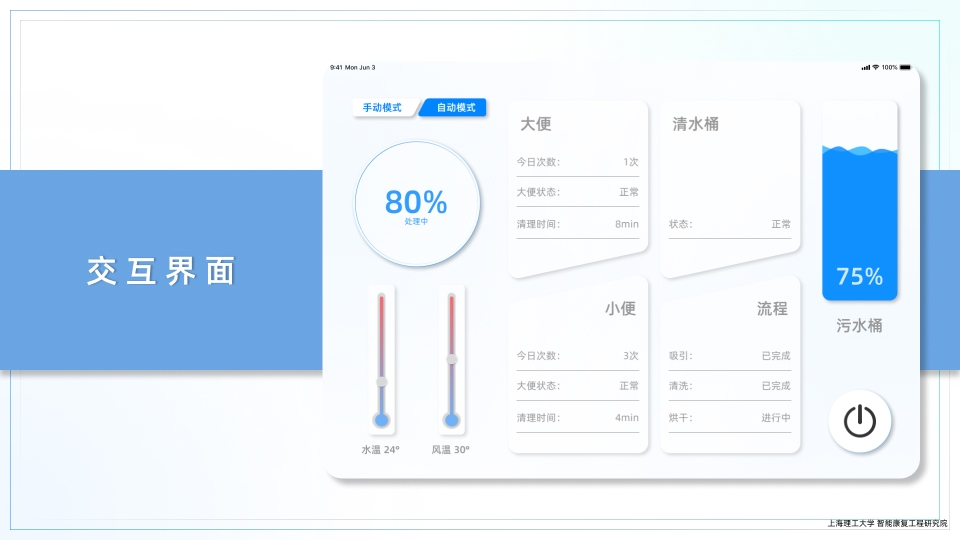 9:41 Mon Jun 3
100%
手动模式
自动模式
80%
处理中
水温 24°
风温 30°
大便
今日次数: 1次
大便状态: 正常
清理时间: 8min
清水桶
状态: 正常
小便
今日次数: 3次
大便状态: 正常
清理时间: 4min
流程
吸引: 已完成
清洗: 已完成
烘干: 进行中
75%
污水桶
交互界面
上海理工大学 智能康复工程研究院